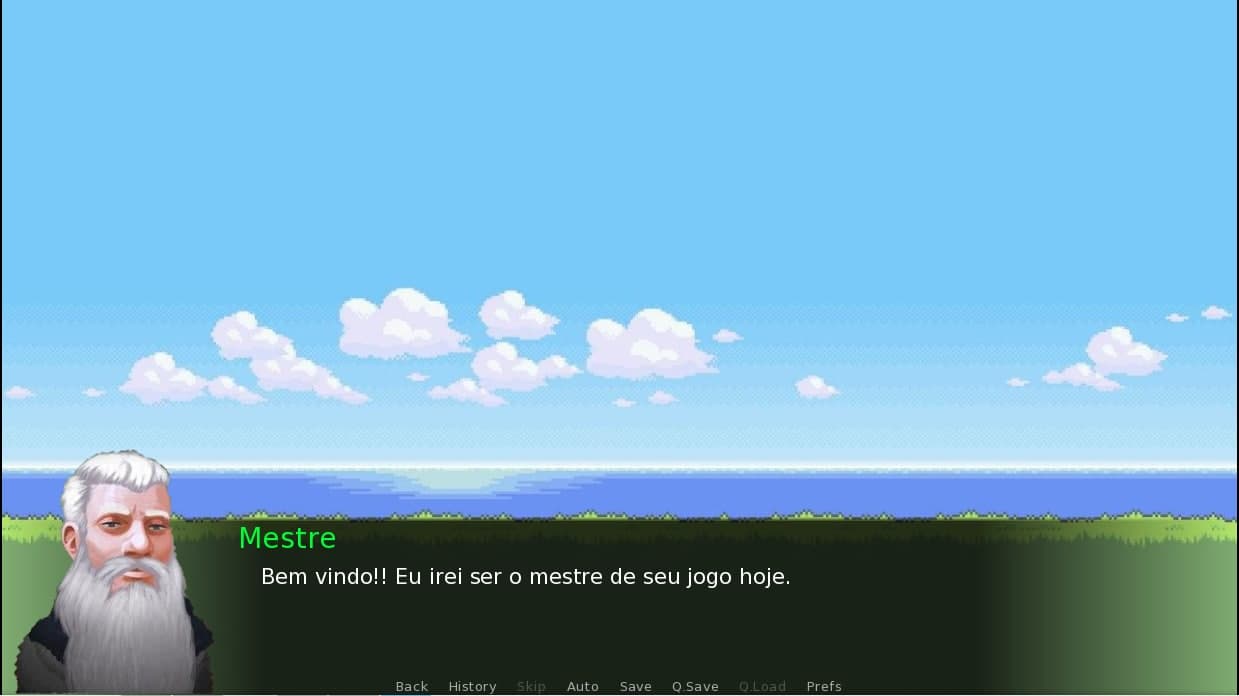 Mestre
Bem vindo!! Eu irei ser o mestre de seu jogo hoje.
Back History Skip Auto Save Q.Save Q.Load Prefs